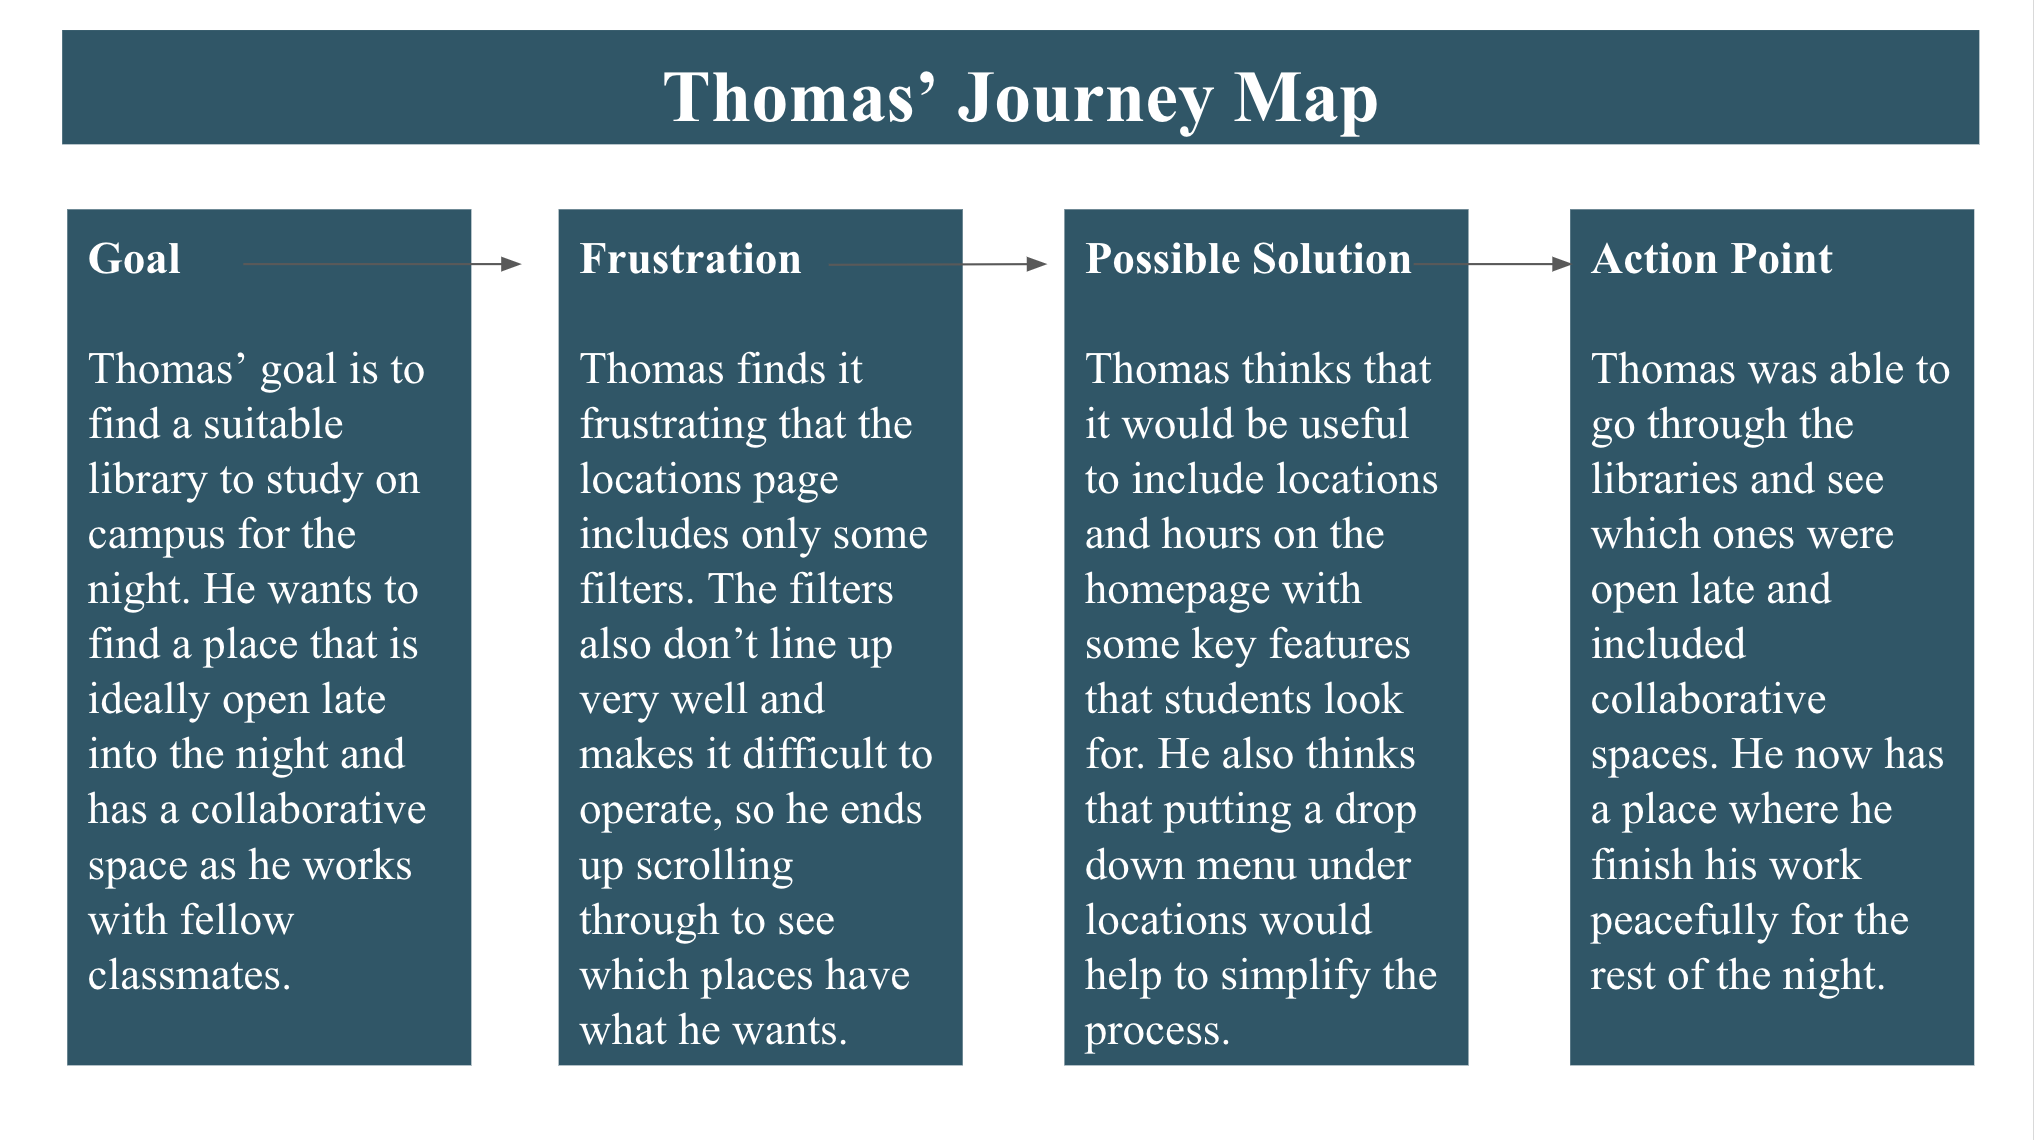 Thomas’ Journey Map
Goal
Thomas’ goal is to
find a suitable
library to study on
campus for the
night. He wants to
find a place that is
ideally open late
into the night and
has a collaborative
space as he works
with fellow
classmates.
Frustration
Thomas finds it
frustrating that the
locations page
includes only some
filters. The filters
also don’t line up
very well and
makes it difficult to
operate, so he ends
up scrolling
through to see
which places have
what he wants.
Possible Solution
Thomas thinks that
it would be useful
to include locations
and hours on the
homepage with
some key features
that students look
for. He also thinks
that putting a drop
down menu under
locations would
help to simplify the
process.
Action Point
Thomas was able to
go through the
libraries and see
which ones were
open late and
included
collaborative
spaces. He now has
a place where he
finish his work
peacefully for the
rest of the night.